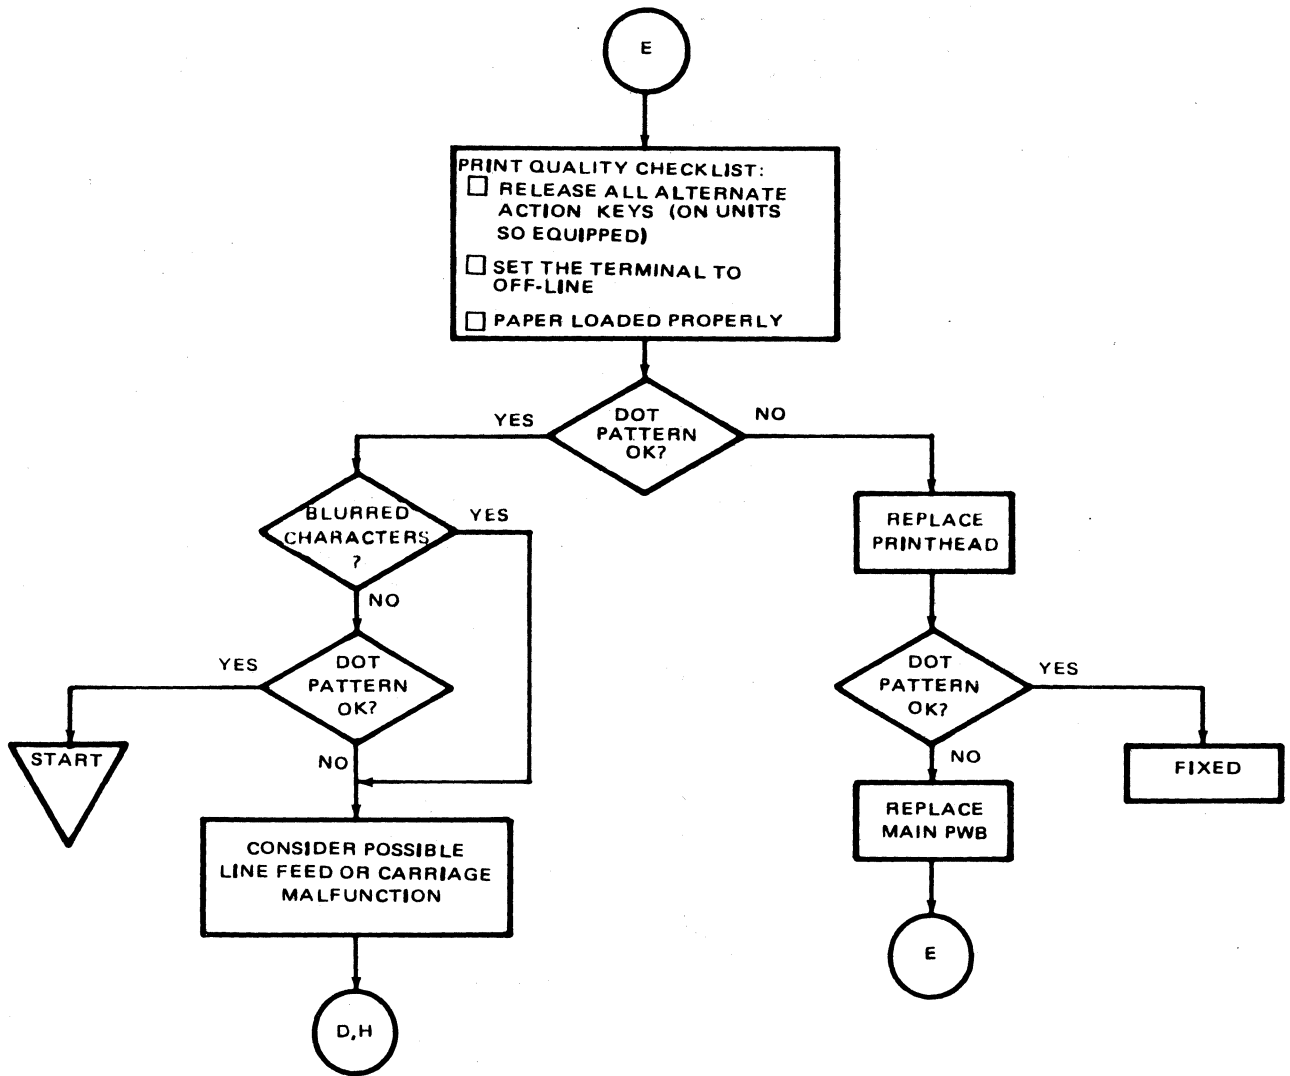 E
PRINT QUALITY CHECKLIST:
RELEASE ALL ALTERNATE
ACTION KEYS (ON UNITS
SO EQUIPPED)
SET THE TERMINAL TO
OFF-LINE
PAPER LOADED PROPERLY
DOT
PATTERN
OK?
YES
NO
BLURRED
CHARACTERS
?
YES
NO
DOT
PATTERN
OK?
YES
NO
START
CONSIDER POSSIBLE
LINE FEED OR CARRIAGE
MALFUNCTION
D,H
REPLACE
PRINTHEAD
DOT
PATTERN
OK?
YES
NO
FIXED
REPLACE
MAIN PWB
E